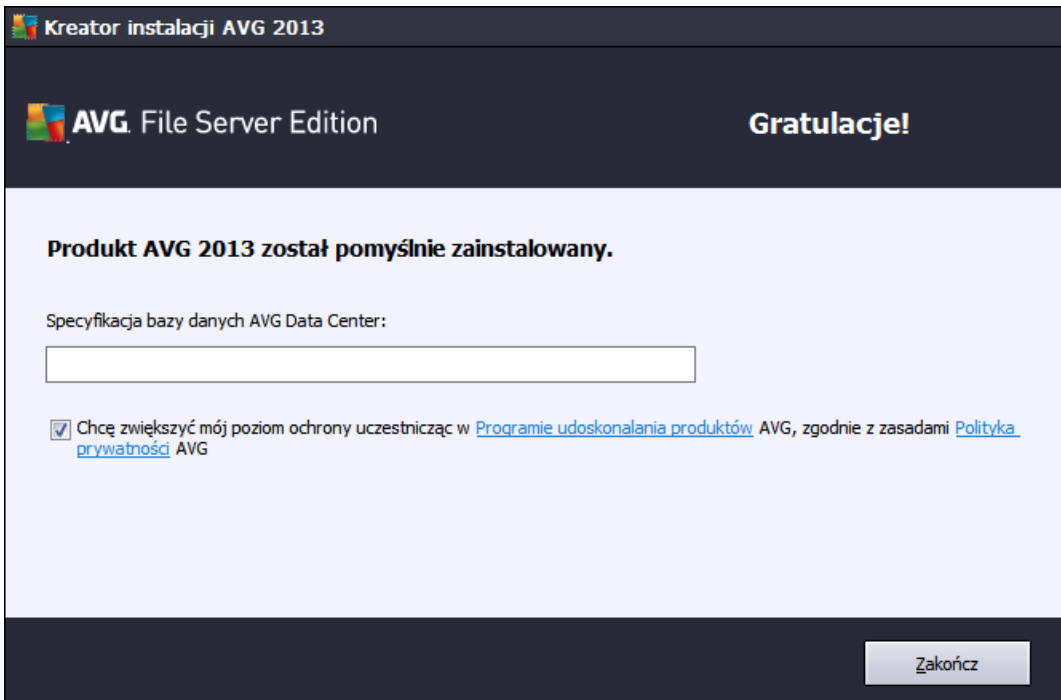 Kreator instalacji AVG 2013
AVG. File Server Edition
Gratulacje!
Produkt AVG 2013 został pomyślnie zainstalowany.
Specyfikacja bazy danych AVG Data Center:
Chcę zwiększyć mój poziom ochrony uczestnicząc w Programie udoskonalania produktów AVG, zgodnie z zasadami Polityka
prywatności AVG
Zakończ